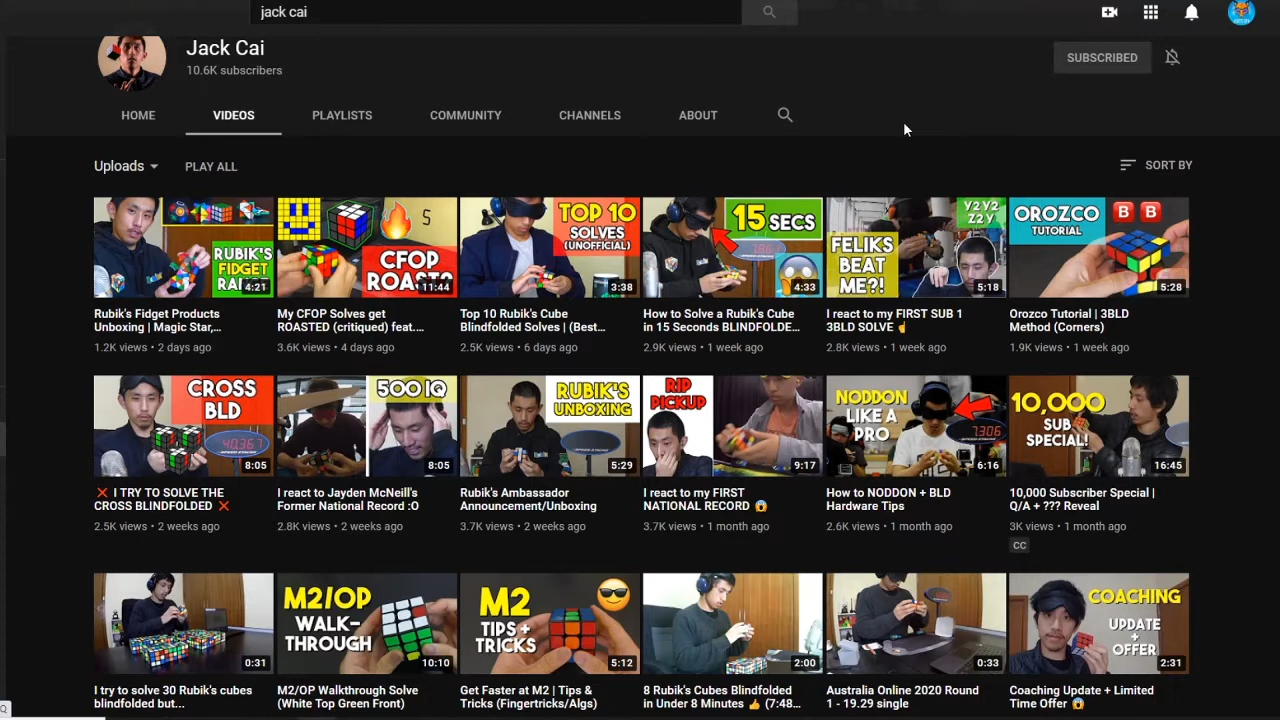 jack cai
Jack Cai
10.6K subscribers
SUBSCRIBED
HOME
VIDEOS
PLAYLISTS
COMMUNITY
CHANNELS
ABOUT
Uploads
PLAY ALL
SORT BY
RUBIK'S
FIDGET
4:21
5
CFOP
ROAST
11:44
TOP 10
SOLVES
(UNOFFICIAL)
3:38
15 SECS
4:33
Y2 Y2
Z2 Y
FELIKS
BEAT
ME?!
5:18
OROZCO
TUTORIAL
B B
5:28
Rubik's Fidget Products
Unboxing | Magic Star,...
1.2K views • 2 days ago
My CFOP Solves get
ROASTED (critiqued) feat....
3.6K views • 4 days ago
Top 10 Rubik's Cube
Blindfolded Solves | (Best...
2.5K views • 6 days ago
How to Solve a Rubik's Cube
in 15 Seconds BLINDFOLDE...
2.9K views • 1 week ago
I react to my FIRST SUB 1
3BLD SOLVE ☝
2.8K views • 1 week ago
Orozco Tutorial | 3BLD
Method (Corners)
1.9K views • 1 week ago
CROSS
BLD
40.367
8:05
500 IQ
8:05
RUBIK'S
UNBOXING
5:29
RIP
PICKUP
9:17
NODDON
LIKE A
PRO
7.306
6:16
10,000
SUB
SPECIAL!
16:45
❌ I TRY TO SOLVE THE
CROSS BLINDFOLDED ❌
2.5K views • 2 weeks ago
I react to Jayden McNeill's
Former National Record :O
2.8K views • 2 weeks ago
Rubik's Ambassador
Announcement/Unboxing
3.7K views • 2 weeks ago
I react to my FIRST
NATIONAL RECORD 😱
3.7K views • 1 month ago
How to NODDON + BLD
Hardware Tips
2.6K views • 1 month ago
10,000 Subscriber Special |
Q/A + ??? Reveal
3K views • 1 month ago
CC
0:31
M2/OP
WALK-
THROUGH
10:10
M2
TIPS+
TRICKS
5:12
2:00
0:33
COACHING
UPDATE
+
OFFER
2:31
I try to solve 30 Rubik's cubes
blindfolded but...
M2/OP Walkthrough Solve
(White Top Green Front)
Get Faster at M2 | Tips &
Tricks (Fingertricks/Algs)
8 Rubik's Cubes Blindfolded
in Under 8 Minutes 👍 (7:48...
Australia Online 2020 Round
1 - 19.29 single
Coaching Update + Limited
Time Offer 😱